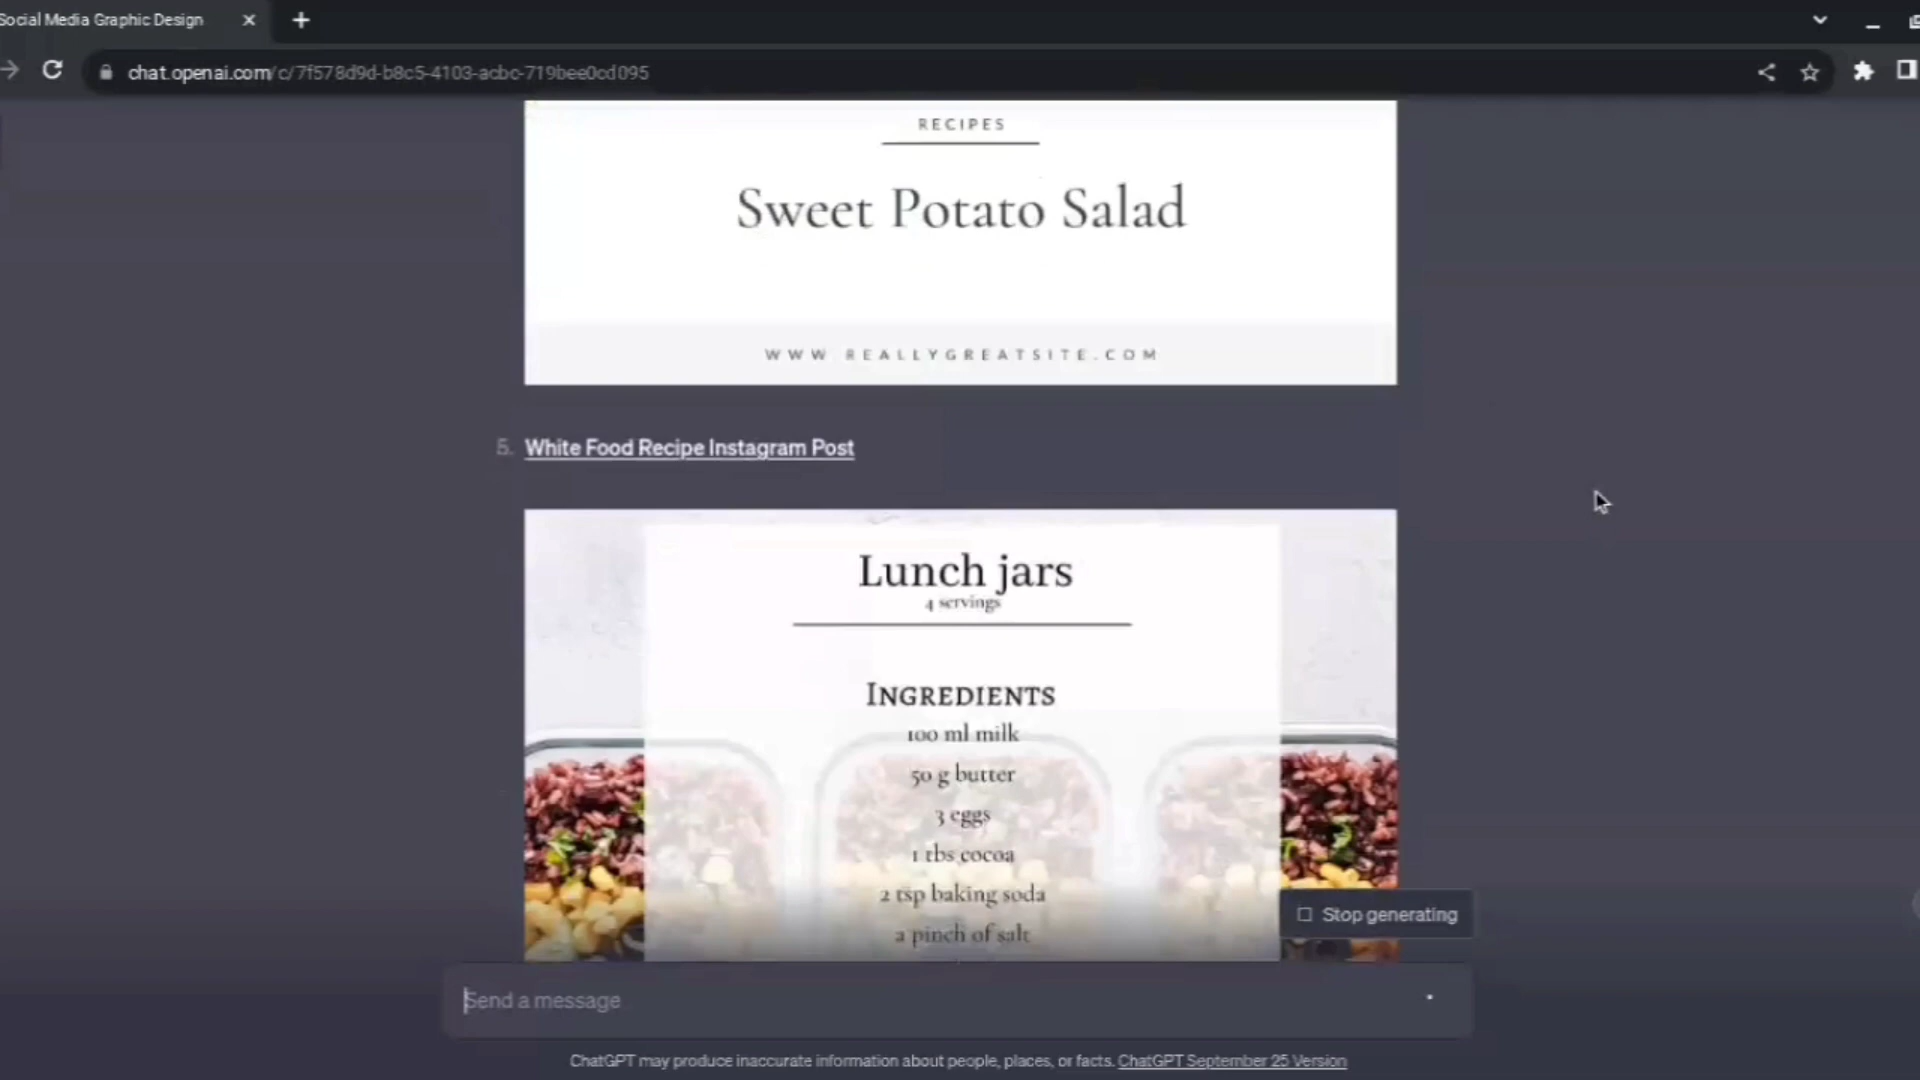 Social Media Graphic Design
chat.openai.com/c/7f578d9d-b8c5-4103-acbc-719bee0cd095
RECIPES
Sweet Potato Salad
WWW REALLYGREATSITE.COM
5. White Food Recipe Instagram Post
Lunch jars
4 servings
INGREDIENTS
100 ml milk
50 g butter
3 eggs
1 tbs cocoa
2 tsp baking soda
a pinch of salt
Stop generating
Send a message
ChatGPT may produce inaccurate information about people, places, or facts. ChatGPT September 25 Version